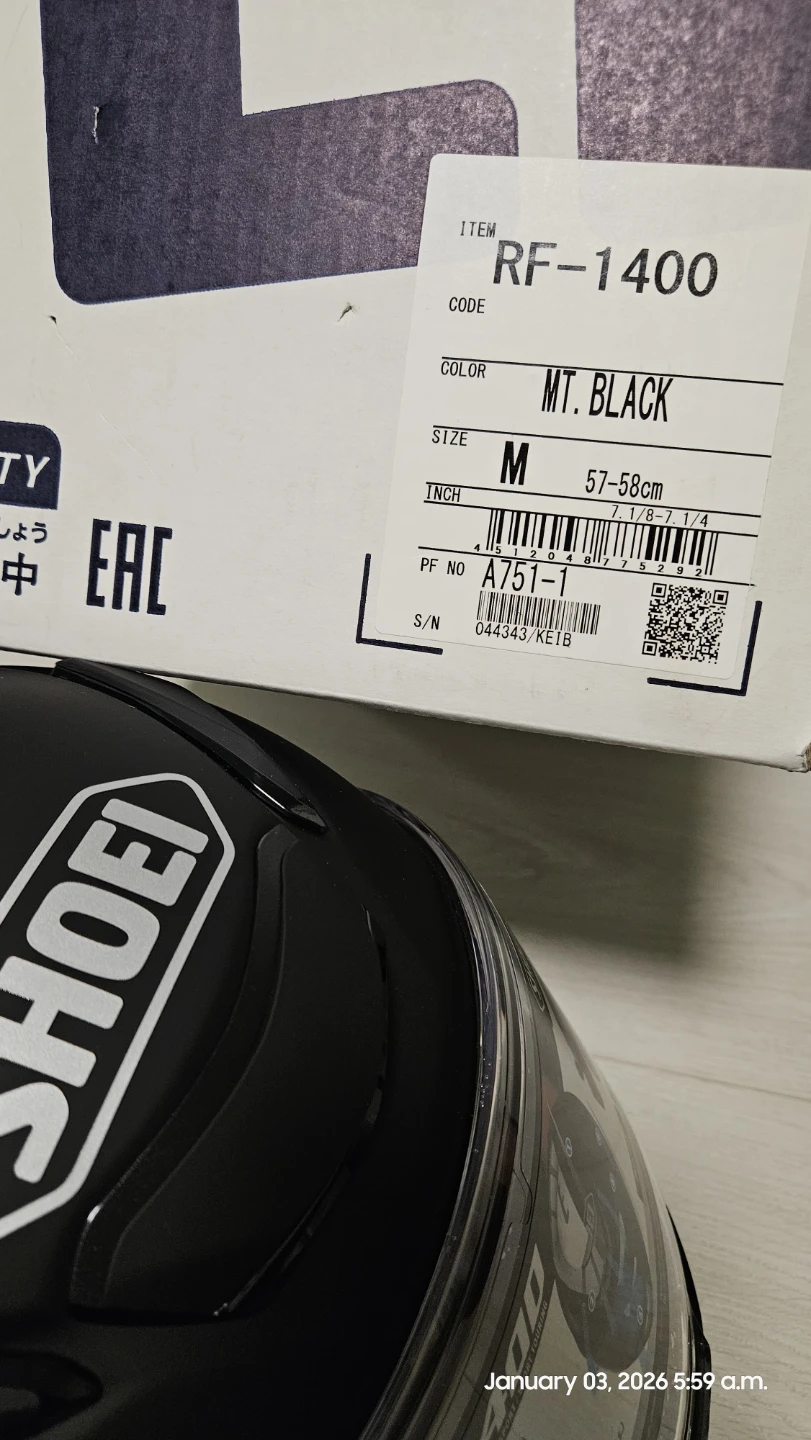 ITEM
RF-1400
CODE
COLOR MT. BLACK
SIZE M 57-58cm
INCH 7.1/8-7.1/4
4512048775292
PF NO A751-1
S/N 044343/KEIB
TY
しょう
中
EAC
SHOEI
January 03, 2026 5:59 a.m.